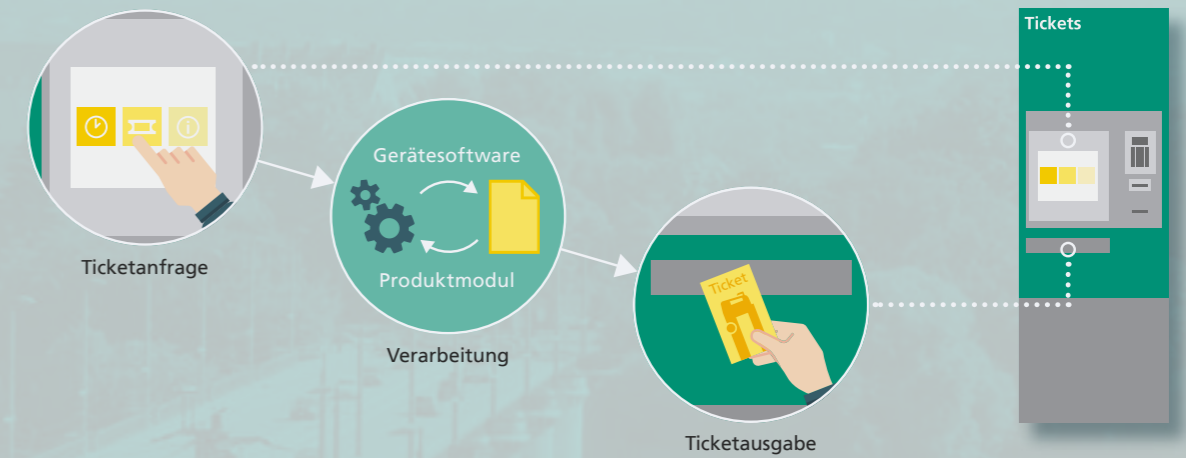 Tickets
Gerätesoftware
Produktmodul
Ticketanfrage
Ticket
Verarbeitung
Ticketausgabe